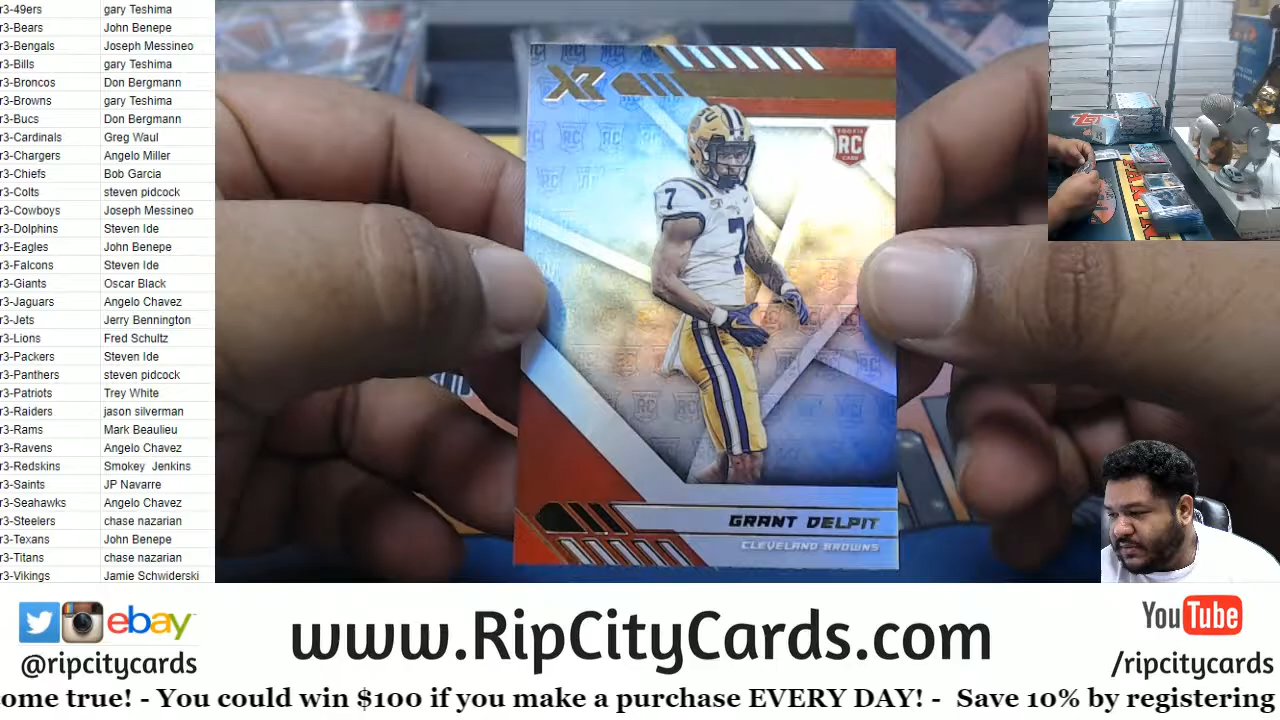 r3-49ers gary Teshima
r3-Bears John Benepe
r3-Bengals Joseph Messineo
r3-Bills gary Teshima
r3-Broncos Don Bergmann
r3-Browns gary Teshima
r3-Bucs Don Bergmann
r3-Cardinals Greg Waul
r3-Chargers Angelo Miller
r3-Chiefs Bob Garcia
r3-Colts steven pidcock
r3-Cowboys Joseph Messineo
r3-Dolphins Steven Ide
r3-Eagles John Benepe
r3-Falcons Steven Ide
r3-Giants Oscar Black
r3-Jaguars Angelo Chavez
r3-Jets Jerry Bennington
r3-Lions Fred Schultz
r3-Packers Steven Ide
r3-Panthers steven pidcock
r3-Patriots Trey White
r3-Raiders jason silverman
r3-Rams Mark Beaulieu
r3-Ravens Angelo Chavez
r3-Redskins Smokey Jenkins
r3-Saints JP Navarre
r3-Seahawks Angelo Chavez
r3-Steelers chase nazarian
r3-Texans John Benepe
r3-Titans chase nazarian
r3-Vikings Jamie Schwiderski
XR
ROOKIE
RC
CARD
7
7
GRANT DELPIT
CLEVELAND BROWNS
PANINI
ebay
@ripcitycards
www.RipCityCards.com
YouTube
/ripcitycards
come true! - You could win $100 if you make a purchase EVERY DAY! - Save 10% by registering